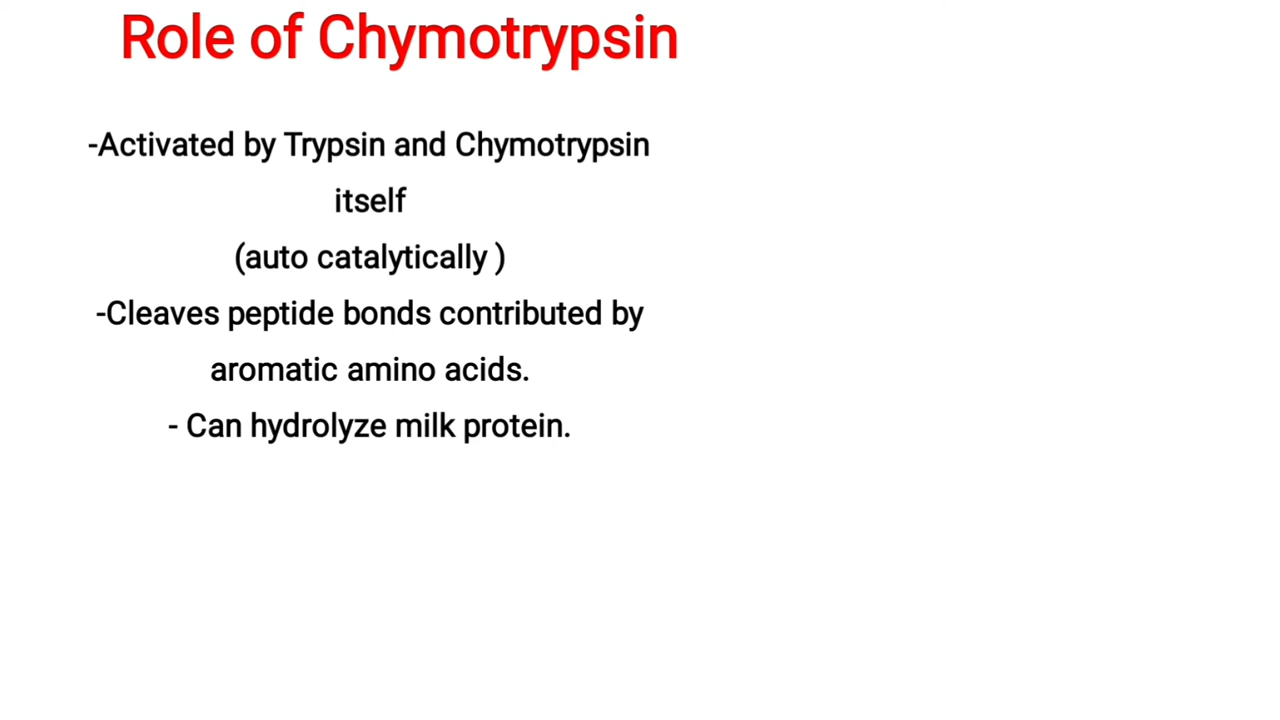 Role of Chymotrypsin
-Activated by Trypsin and Chymotrypsin
itself
(auto catalytically )
-Cleaves peptide bonds contributed by
aromatic amino acids.
- Can hydrolyze milk protein.